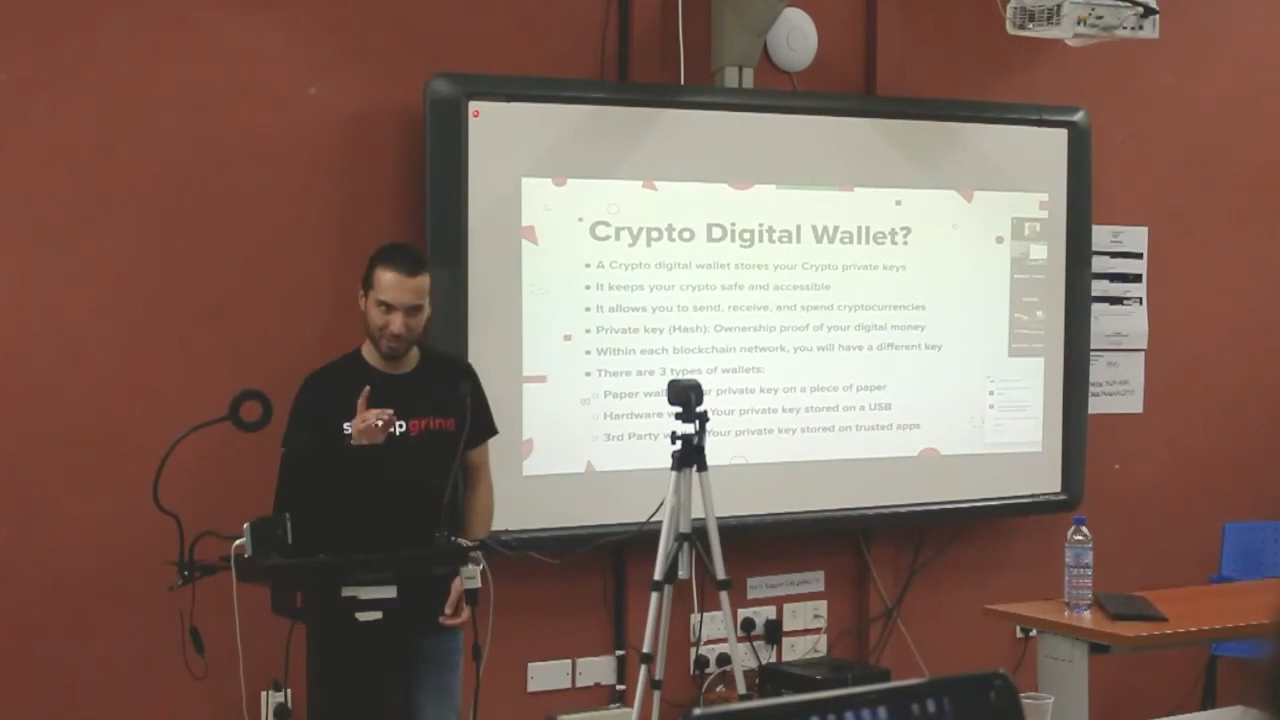 Crypto Digital Wallet?
A Crypto digital wallet stores your Crypto private keys
It keeps your crypto safe and accessible
It allows you to send, receive, and spend cryptocurrencies
Private key (Hash): Ownership proof of your digital money
Within each blockchain network, you will have a different key
There are 3 types of wallets:
Paper private key on a piece of paper
Hardware Your private key stored on a USB
3rd Party Your private key stored on trusted apps